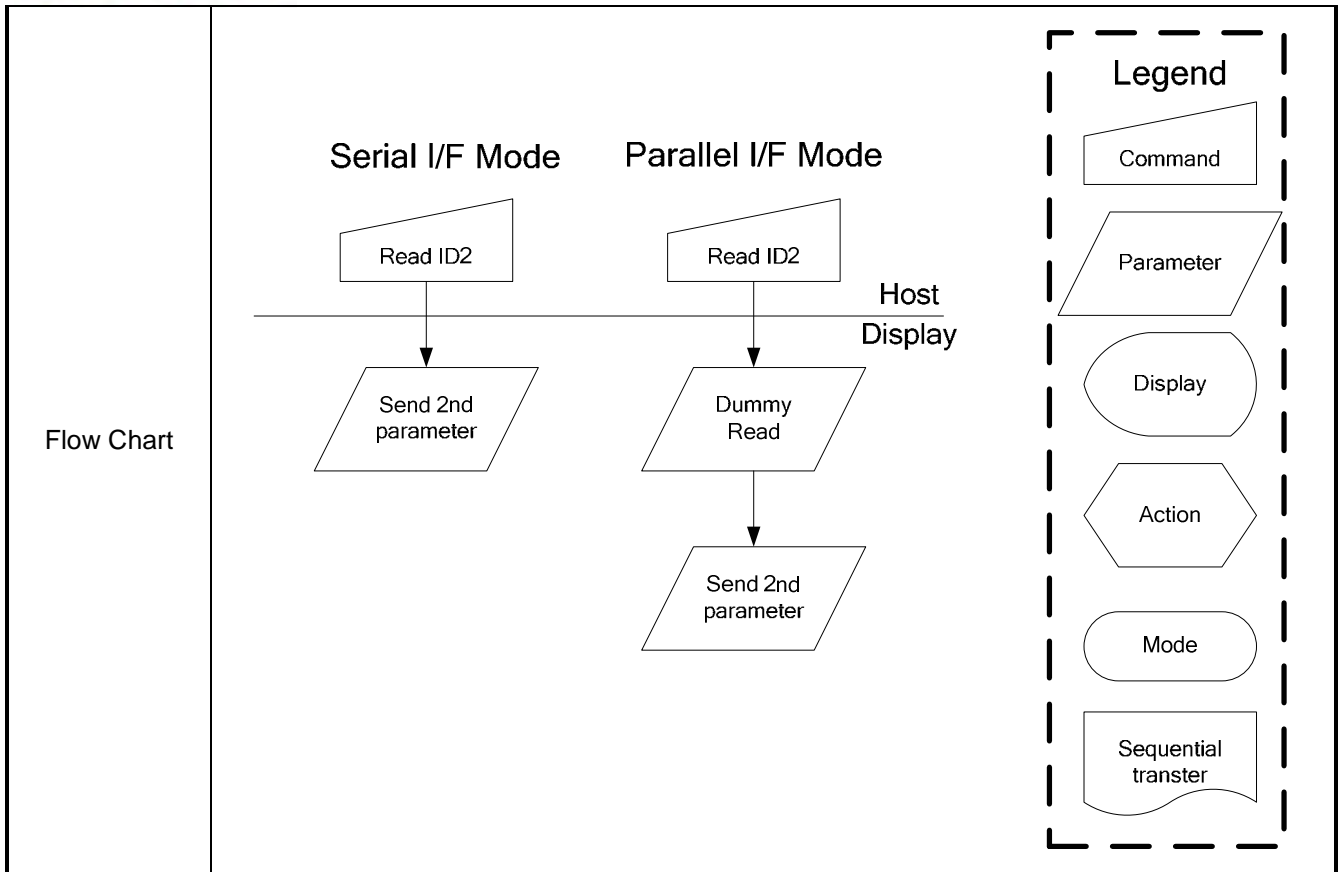 Flow Chart
Serial I/F Mode
Read ID2
Send 2nd
parameter
Parallel I/F Mode
Read ID2
Host
Display
Dummy
Read
Send 2nd
parameter
Legend
Command
Parameter
Display
Action
Mode
Sequential
transter